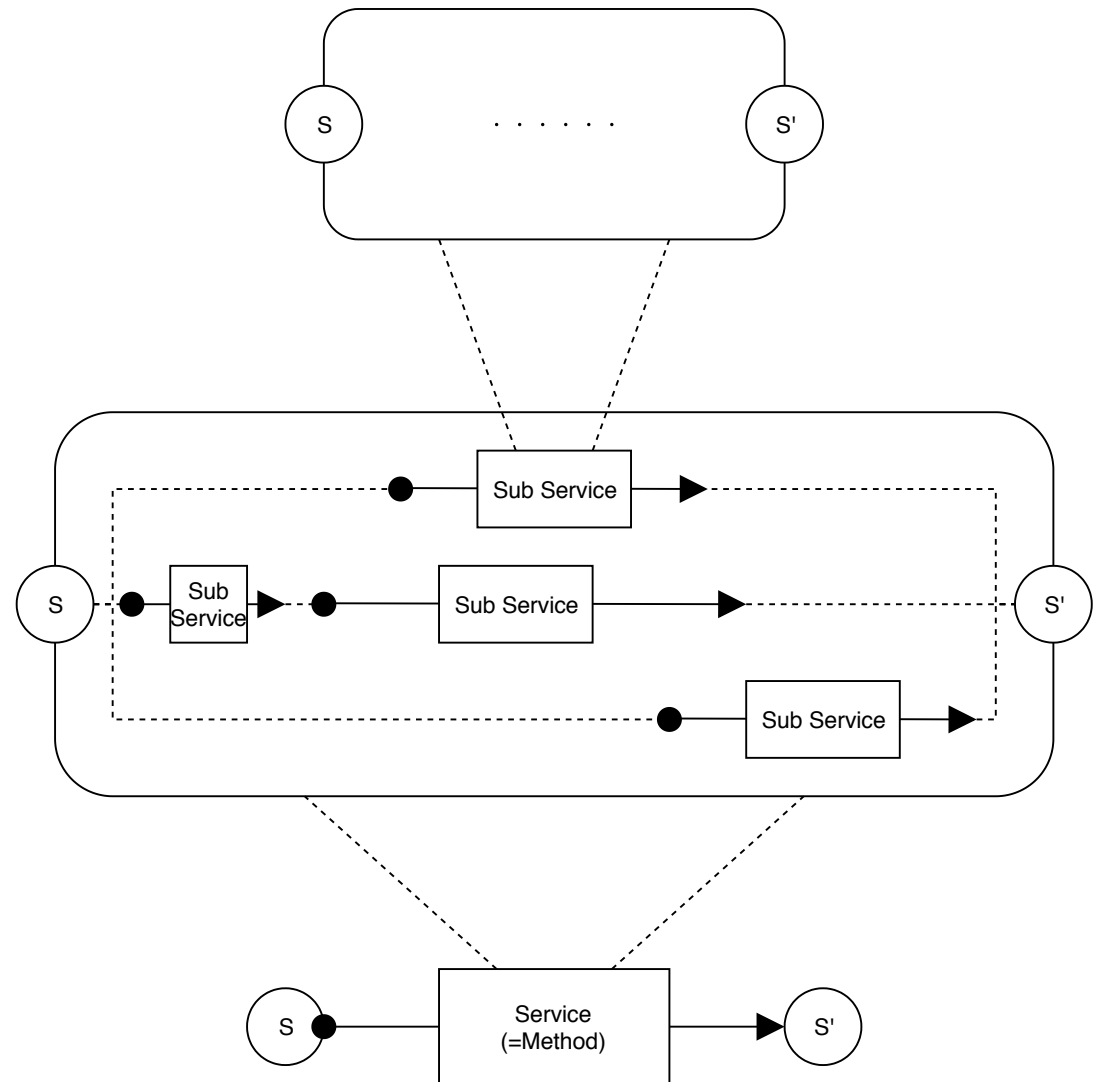 S
. . . . . .
S'
Sub Service
S
Sub
Service
Sub Service
S'
Sub Service
S
Service
(=Method)
S'